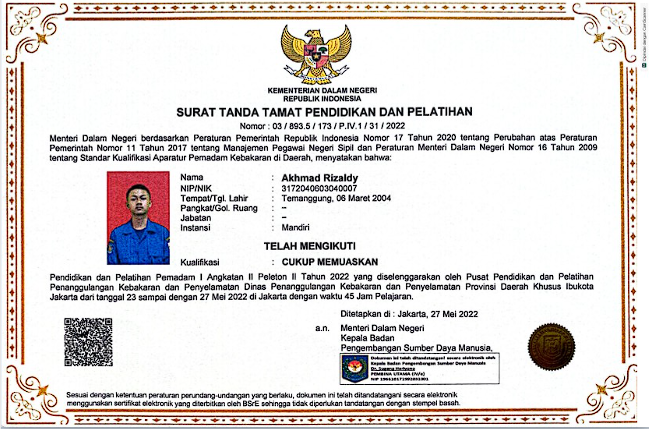 KEMENTERIAN DALAM NEGERI
REPUBLIK INDONESIA
SURAT TANDA TAMAT PENDIDIKAN DAN PELATIHAN
Nomor : 03 / 893.5 / 173 / P.IV.1 / 31 / 2022
Menteri Dalam Negeri berdasarkan Peraturan Pemerintah Republik Indonesia Nomor 17 Tahun 2020 tentang Perubahan atas Peraturan
Pemerintah Nomor 11 Tahun 2017 tentang Manajemen Pegawai Negeri Sipil dan Peraturan Menteri Dalam Negeri Nomor 16 Tahun 2009
tentang Standar Kualifikasi Aparatur Pemadam Kebakaran di Daerah, menyatakan bahwa:
Nama : Akhmad Rizaldy
NIP/NIK : 3172040603040007
Tempat/Tgl. Lahir : Temanggung, 06 Maret 2004
Pangkat/Gol. Ruang : –
Jabatan : –
Instansi : Mandiri
TELAH MENGIKUTI
Kualifikasi : CUKUP MEMUASKAN
Pendidikan dan Pelatihan Pemadam I Angkatan II Peleton II Tahun 2022 yang diselenggarakan oleh Pusat Pendidikan dan Pelatihan
Penanggulangan Kebakaran dan Penyelamatan Dinas Penanggulangan Kebakaran dan Penyelamatan Provinsi Daerah Khusus Ibukota
Jakarta dari tanggal 23 sampai dengan 27 Mei 2022 di Jakarta dengan waktu 45 Jam Pelajaran.
Ditetapkan di : Jakarta, 27 Mei 2022
a.n. Menteri Dalam Negeri
Kepala Badan
Pengembangan Sumber Daya Manusia,
Dokumen ini telah ditandatangani secara elektronik oleh
Kepala Badan Pengembangan Sumber Daya Manusia
Dr. Sugeng Hariyono
PEMBINA UTAMA (IV/e)
Sesuai dengan ketentuan peraturan perundang-undangan yang berlaku, dokumen ini telah ditandatangani secara elektronik
menggunakan sertifikat elektronik yang diterbitkan oleh BSrE sehingga tidak diperlukan tandatangan dengan stempel basah.